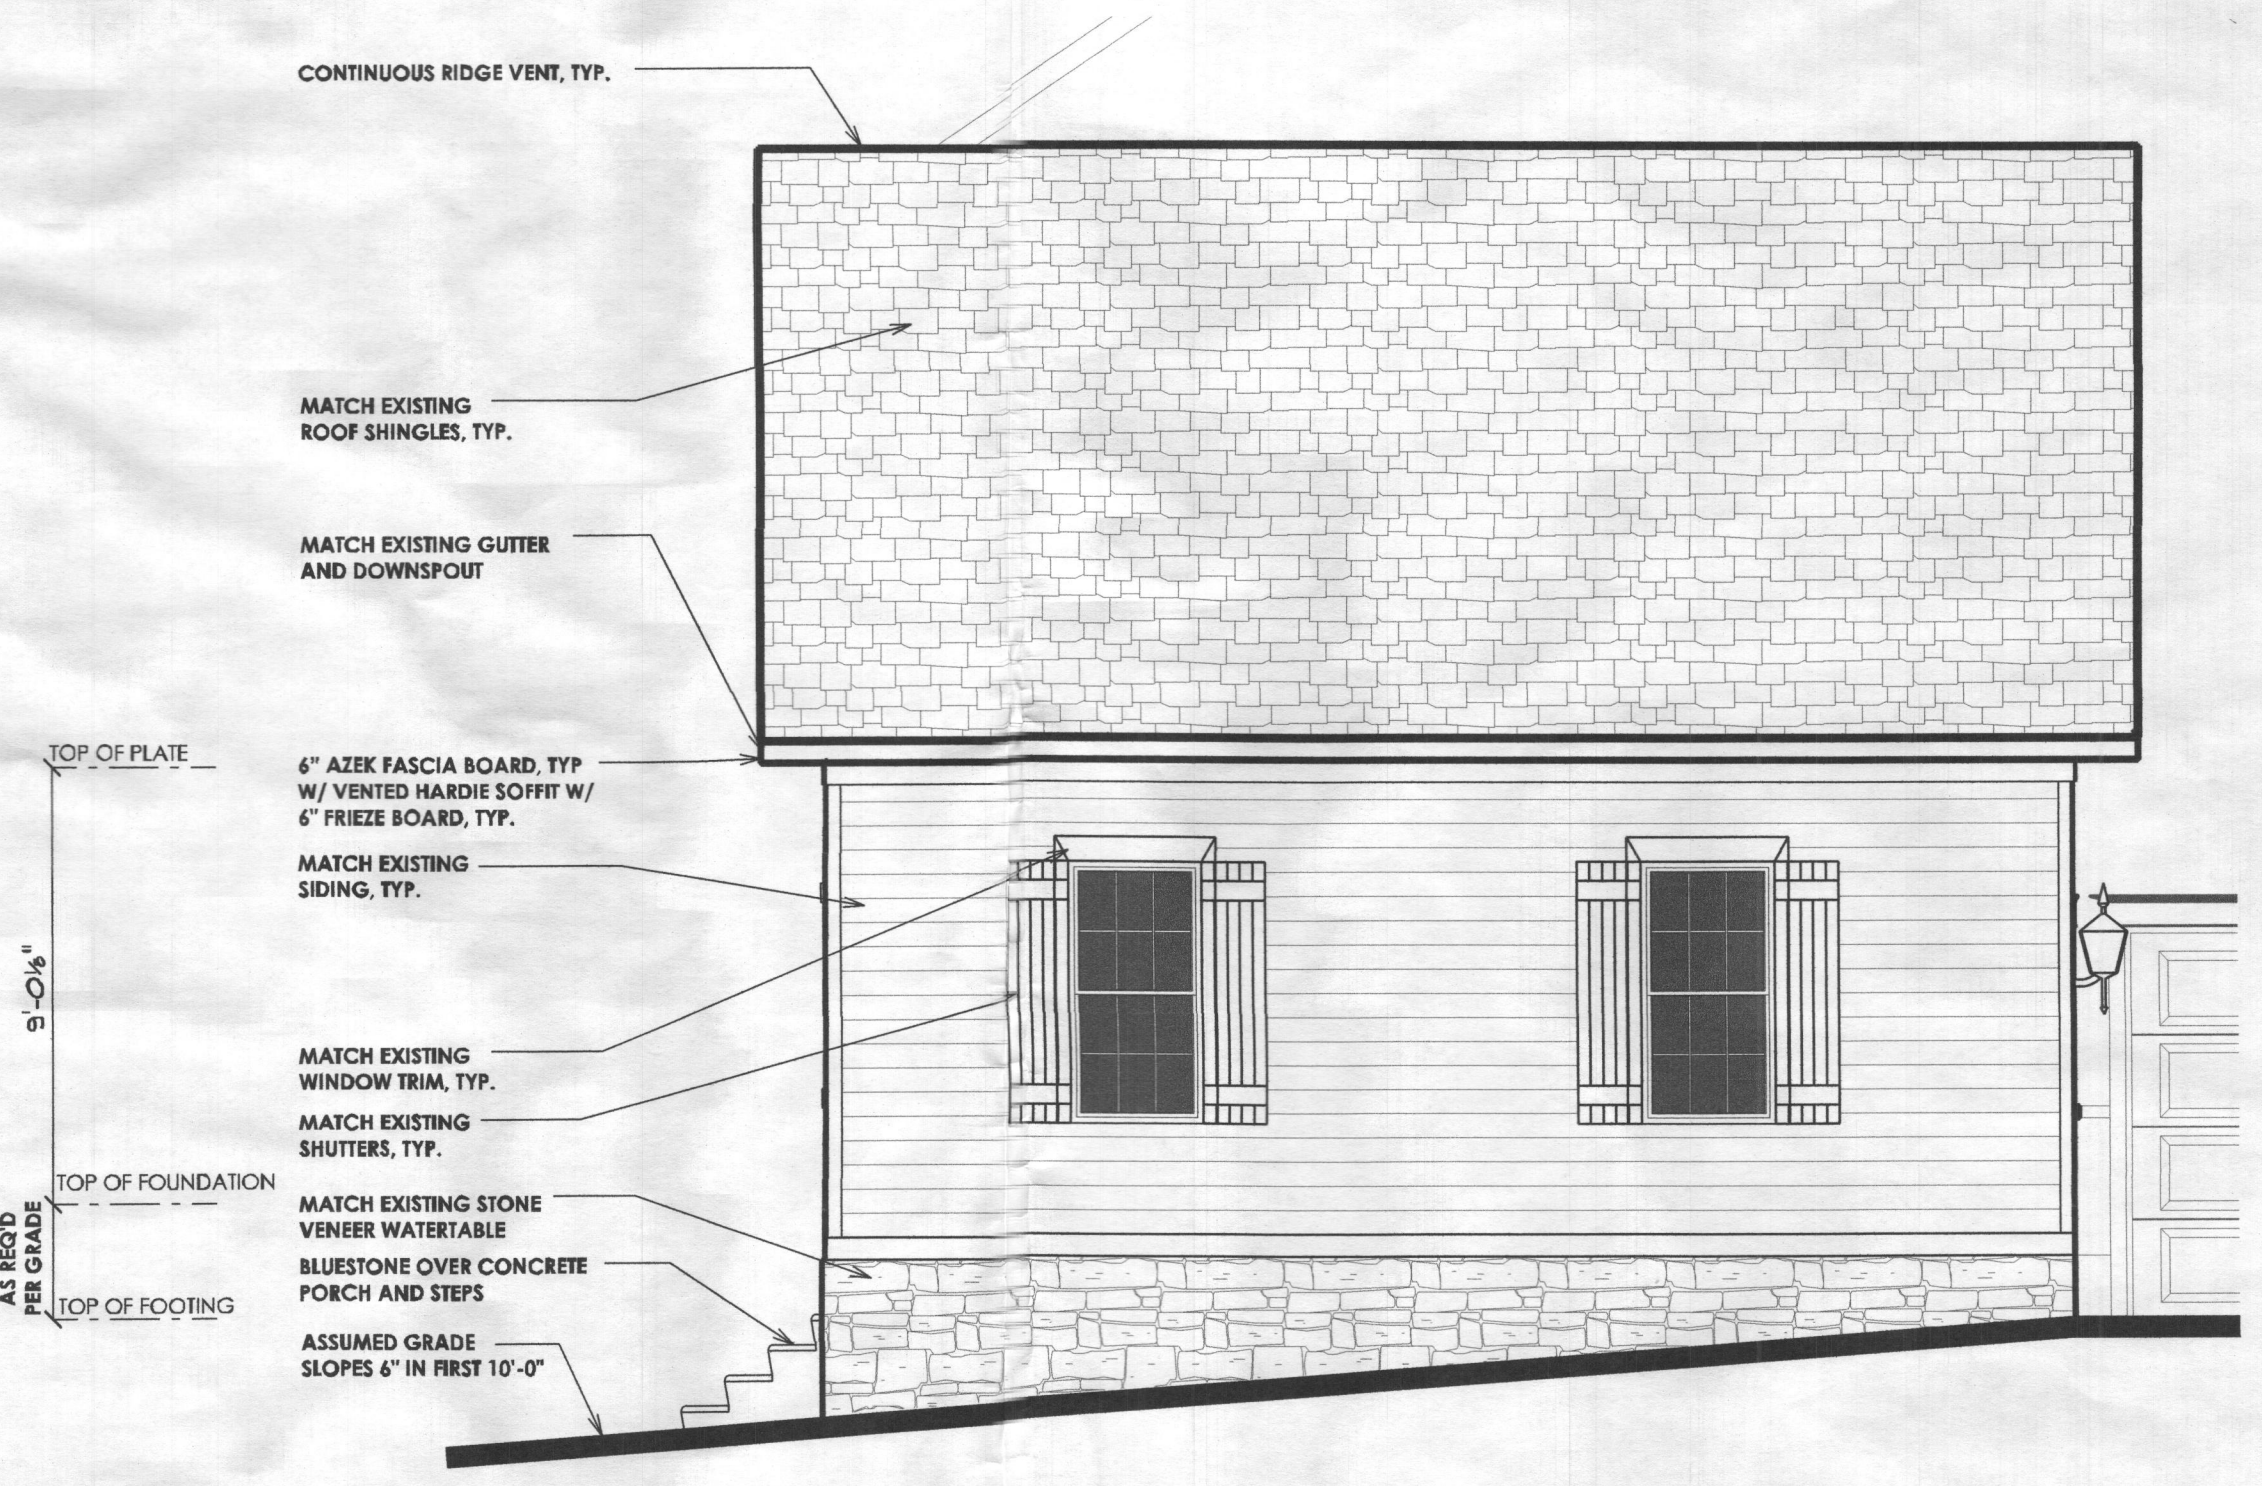 CONTINUOUS RIDGE VENT, TYP.
MATCH EXISTING
ROOF SHINGLES, TYP.
MATCH EXISTING GUTTER
AND DOWNSPOUT
TOP OF PLATE
6" AZEK FASCIA BOARD, TYP
W/ VENTED HARDIE SOFFIT W/
6" FRIEZE BOARD, TYP.
MATCH EXISTING
SIDING, TYP.
9'-0⅛"
MATCH EXISTING
WINDOW TRIM, TYP.
MATCH EXISTING
SHUTTERS, TYP.
TOP OF FOUNDATION
MATCH EXISTING STONE
VENEER WATERTABLE
AS REQ'D
PER GRADE
BLUESTONE OVER CONCRETE
PORCH AND STEPS
TOP OF FOOTING
ASSUMED GRADE
SLOPES 6" IN FIRST 10'-0"